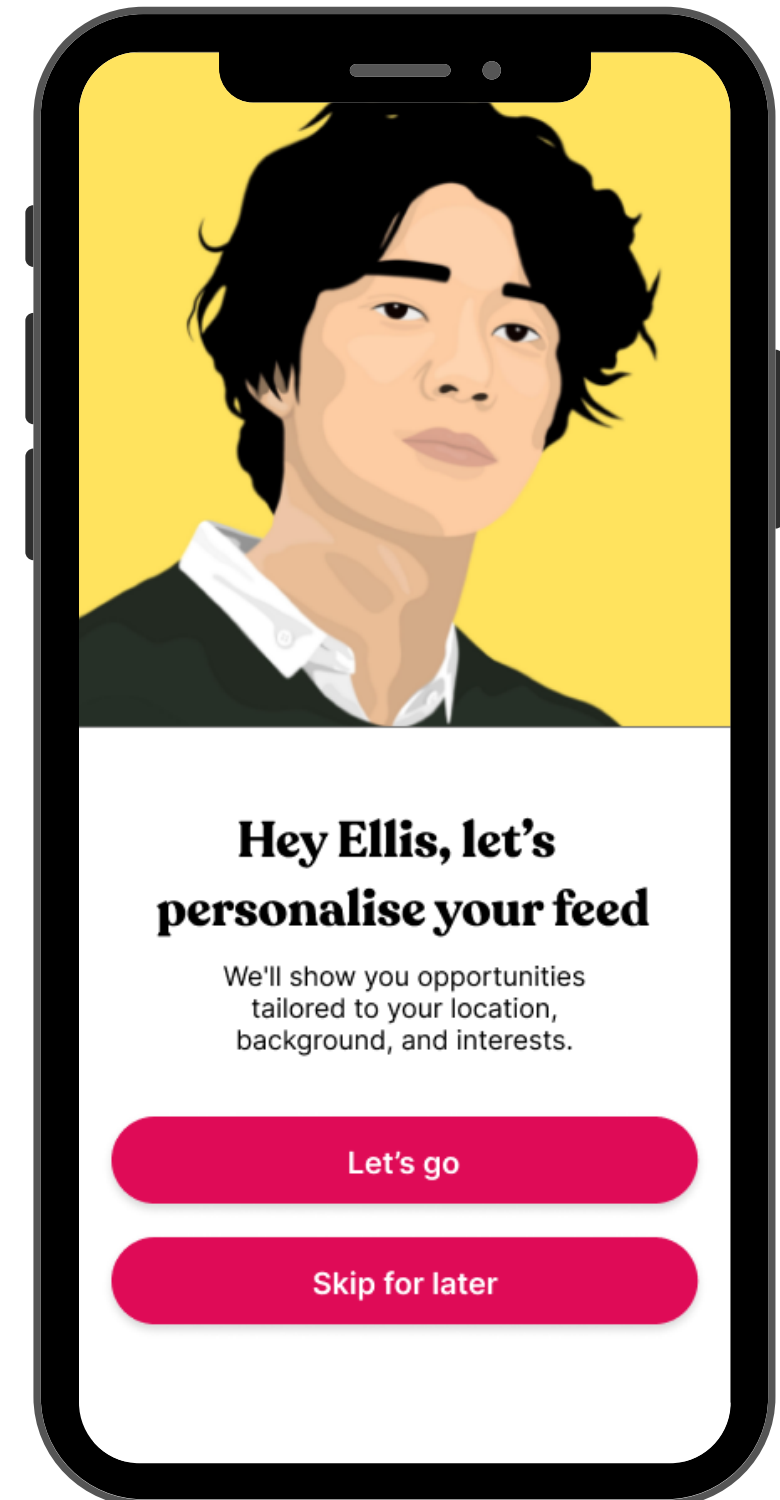 Hey Ellis, let’s
personalise your feed
We'll show you opportunities
tailored to your location,
background, and interests.
Let’s go
Skip for later